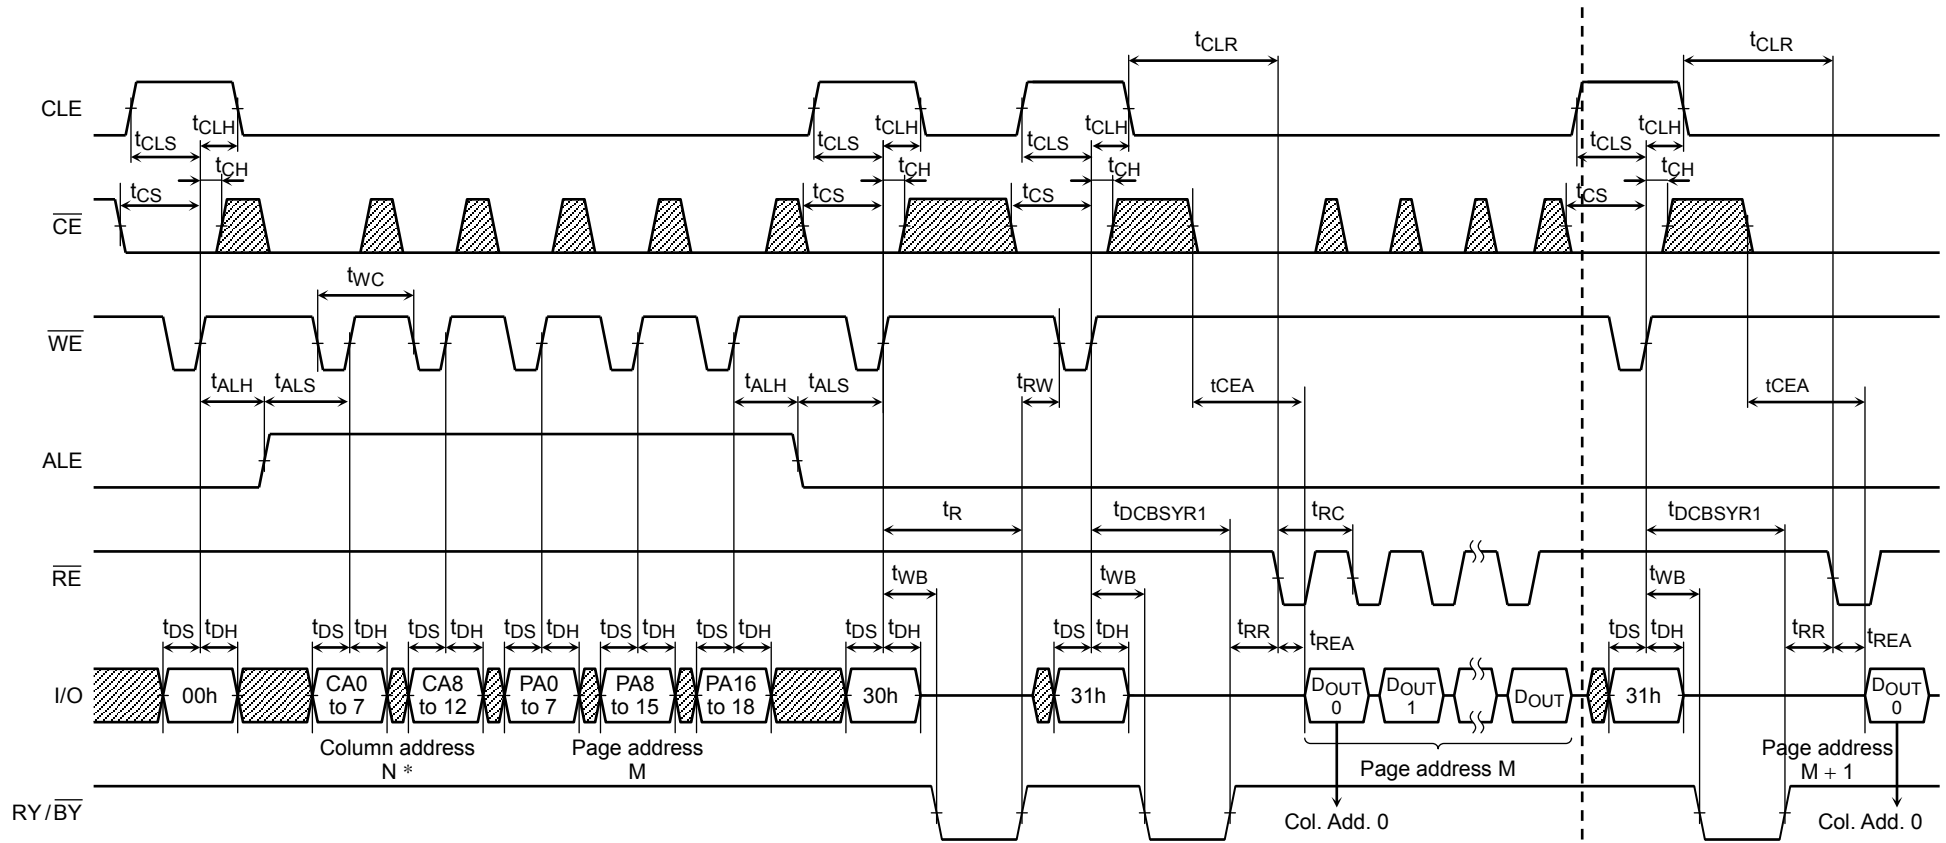 tCLR tCLR
CLE
tCLS tCLH tCLS tCLH tCLS tCLH tCLS tCLH
tCH tCH tCH tCH
tCS tCS tCS tCS
CE
tWC
WE
tALH tALS tALH tALS tRW tCEA tCEA
ALE
tR tDCBSYR1 tRC tDCBSYR1
RE
tWB tWB tWB
tDS tDH tDS tDH tDS tDH tDS tDH tDS tDH tDS tDH tDS tDH tDS tDH tRR tREA tDS tDH tRR tREA
I/O
00h
CA0 to 7
CA8 to 12
PA0 to 7
PA8 to 15
PA16 to 18
30h
31h
DOUT 0
DOUT 1
DOUT
31h
DOUT 0
Column address
N *
Page address
M
Page address M
Page address
M + 1
RY/BY
Col. Add. 0
Col. Add. 0